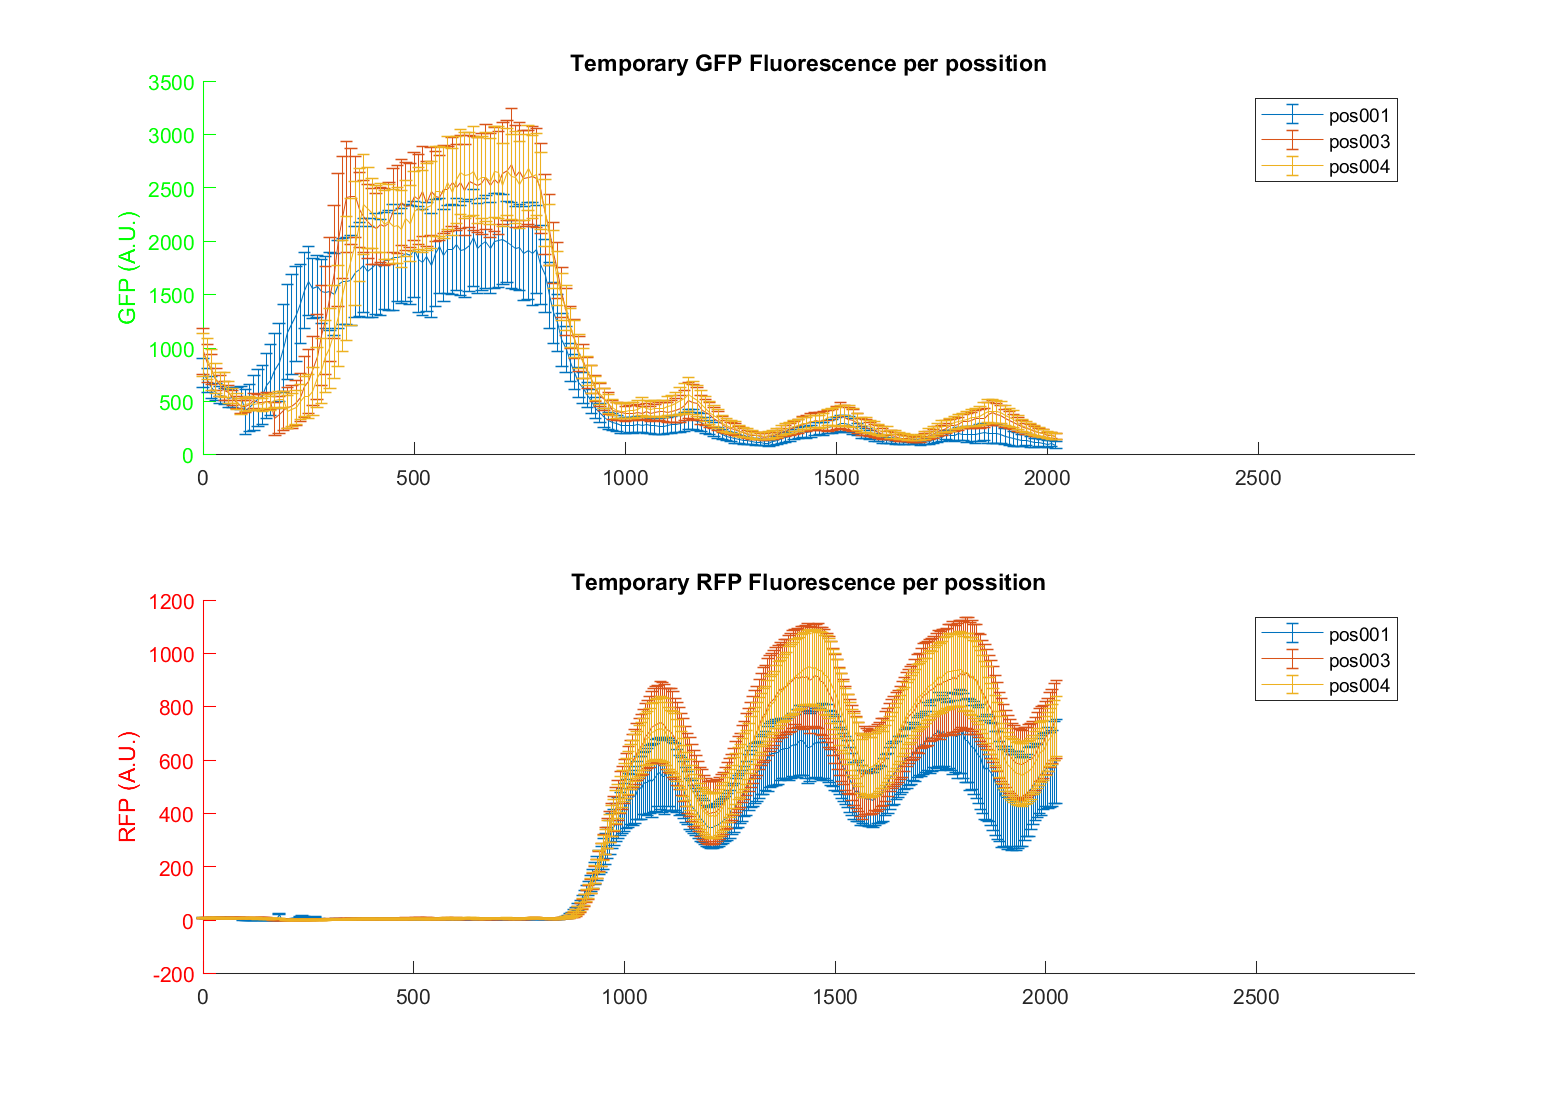 Temporary GFP Fluorescence per possition
GFP (A.U.)
3500
3000
2500
2000
1500
1000
500
0
0 500 1000 1500 2000 2500
pos001
pos003
pos004
Temporary RFP Fluorescence per possition
RFP (A.U.)
1200
1000
800
600
400
200
0
-200
0 500 1000 1500 2000 2500
pos001
pos003
pos004